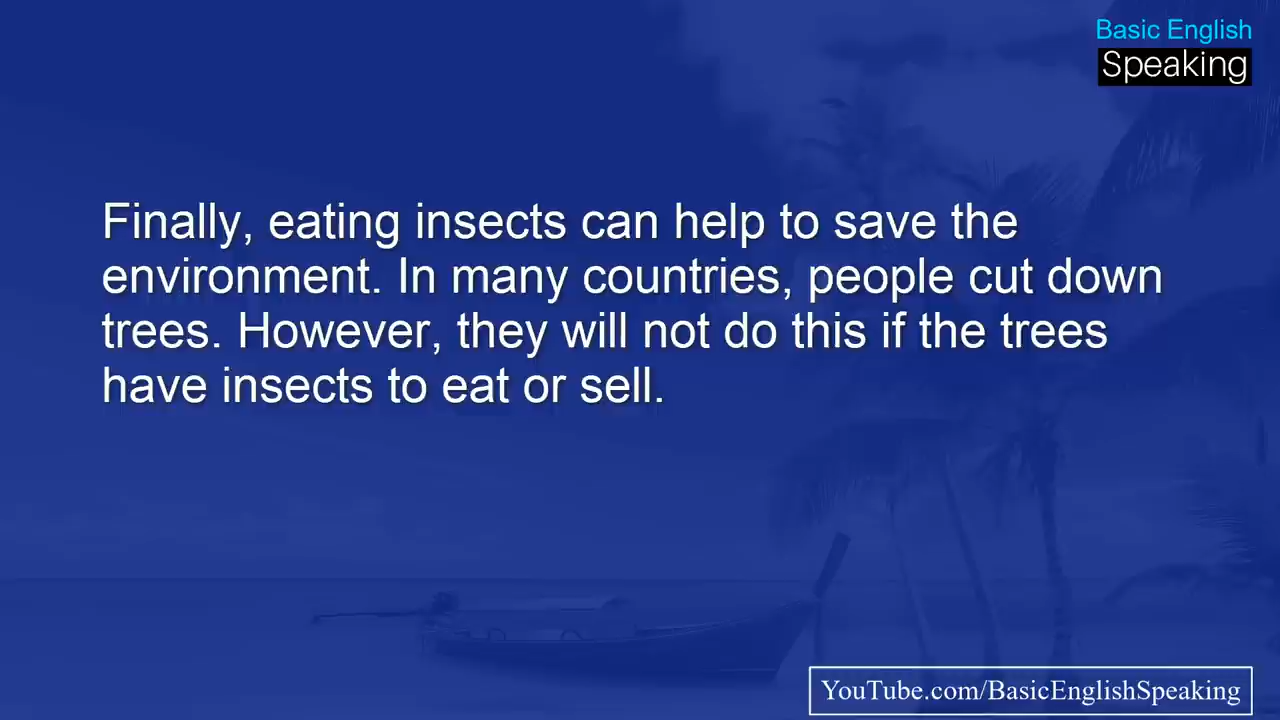 Basic English
Speaking
Finally, eating insects can help to save the
environment. In many countries, people cut down
trees. However, they will not do this if the trees
have insects to eat or sell.
YouTube.com/BasicEnglishSpeaking